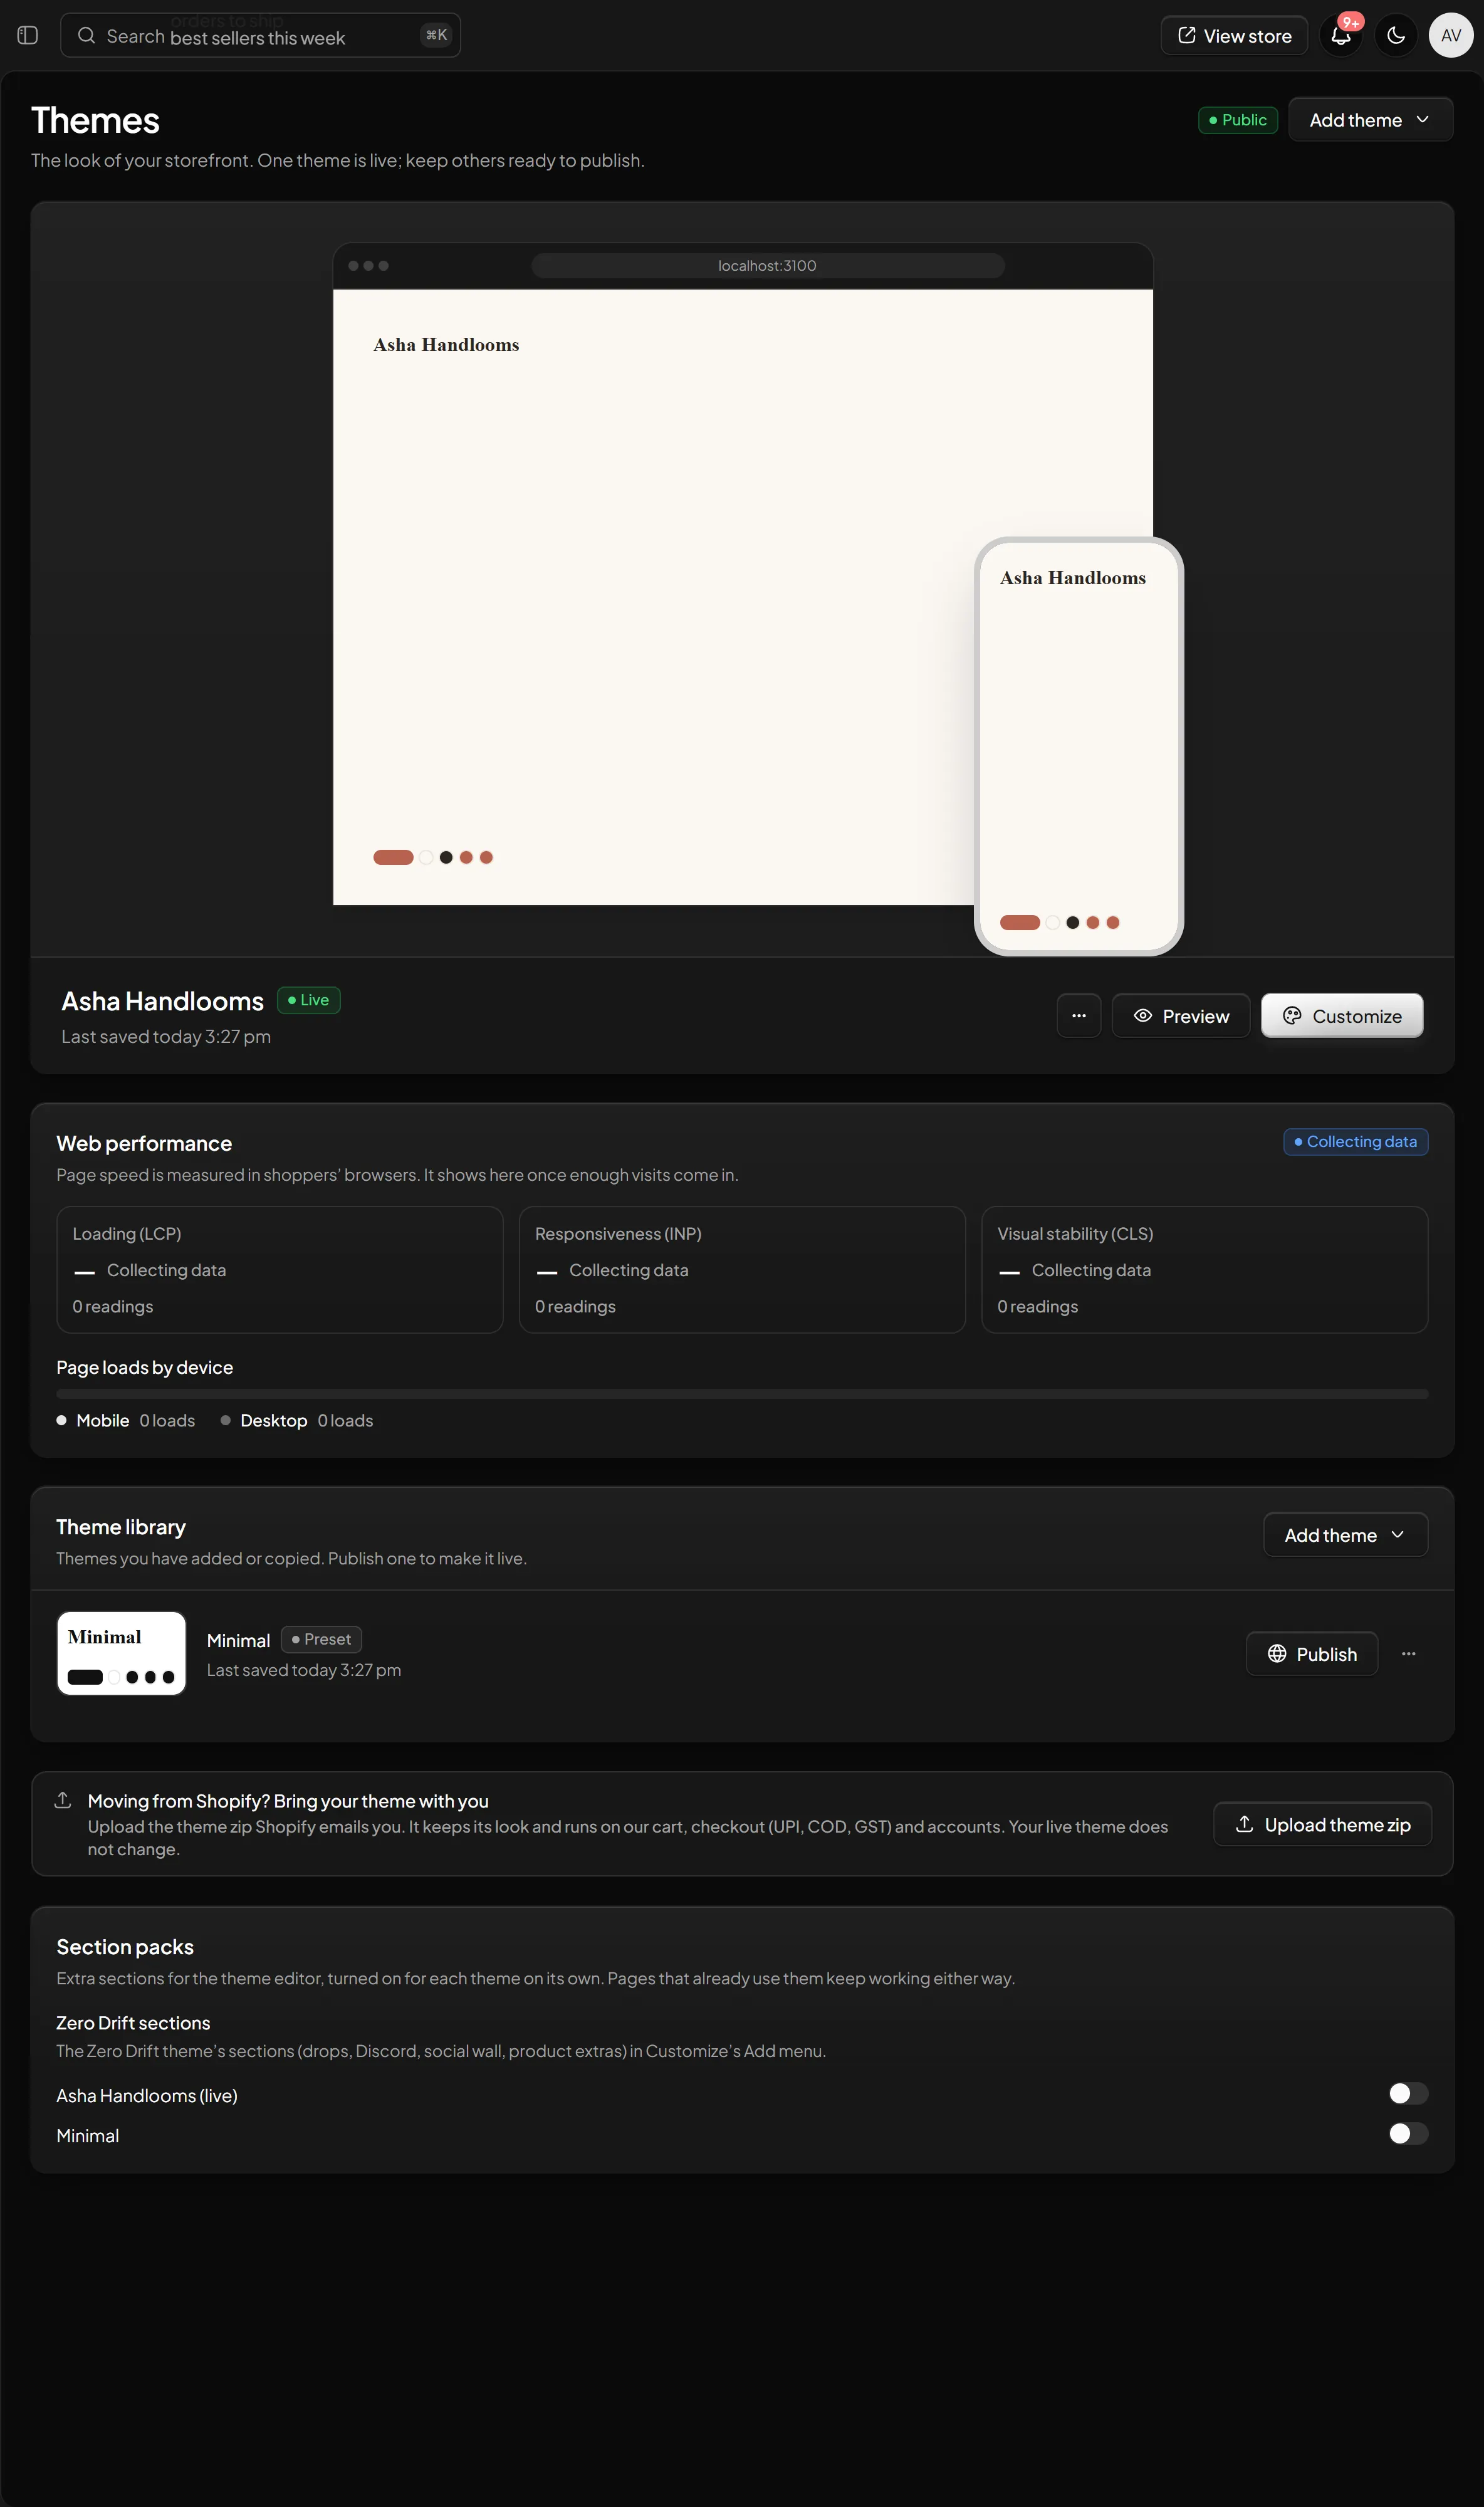 Search best sellers this week
orders to ship
⌘K
View store
9+
AV
Themes
Public
Add theme
The look of your storefront. One theme is live; keep others ready to publish.
localhost:3100
Asha Handlooms
Asha Handlooms
Asha Handlooms
Live
Last saved today 3:27 pm
Preview
Customize
Web performance
Collecting data
Page speed is measured in shoppers’ browsers. It shows here once enough visits come in.
Loading (LCP)
— Collecting data
0 readings
Responsiveness (INP)
— Collecting data
0 readings
Visual stability (CLS)
— Collecting data
0 readings
Page loads by device
Mobile 0 loads
Desktop 0 loads
Theme library
Add theme
Themes you have added or copied. Publish one to make it live.
Minimal
Minimal
Preset
Last saved today 3:27 pm
Publish
Moving from Shopify? Bring your theme with you
Upload the theme zip Shopify emails you. It keeps its look and runs on our cart, checkout (UPI, COD, GST) and accounts. Your live theme does
not change.
Upload theme zip
Section packs
Extra sections for the theme editor, turned on for each theme on its own. Pages that already use them keep working either way.
Zero Drift sections
The Zero Drift theme’s sections (drops, Discord, social wall, product extras) in Customize’s Add menu.
Asha Handlooms (live)
Minimal